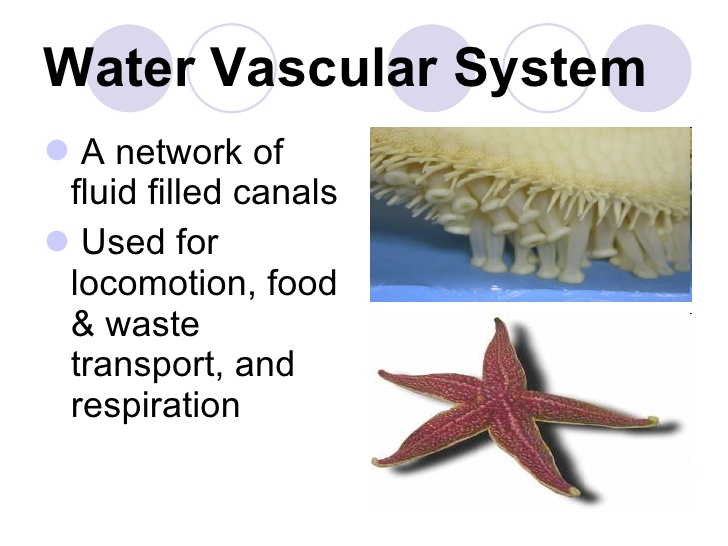 Water Vascular System
A network of
fluid filled canals
Used for
locomotion, food
& waste
transport, and
respiration